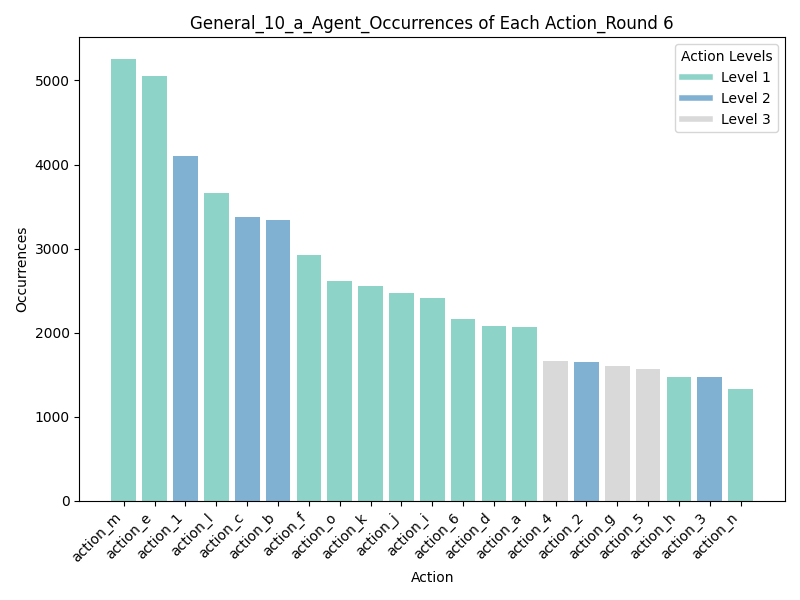 General_10_a_Agent_Occurrences of Each Action_Round 6
Action Levels
Level 1
Level 2
Level 3
Occurrences
5000
4000
3000
2000
1000
0
action_m
action_e
action_1
action_l
action_c
action_b
action_f
action_o
action_k
action_j
action_i
action_6
action_d
action_a
action_4
action_2
action_g
action_5
action_h
action_3
action_n
Action